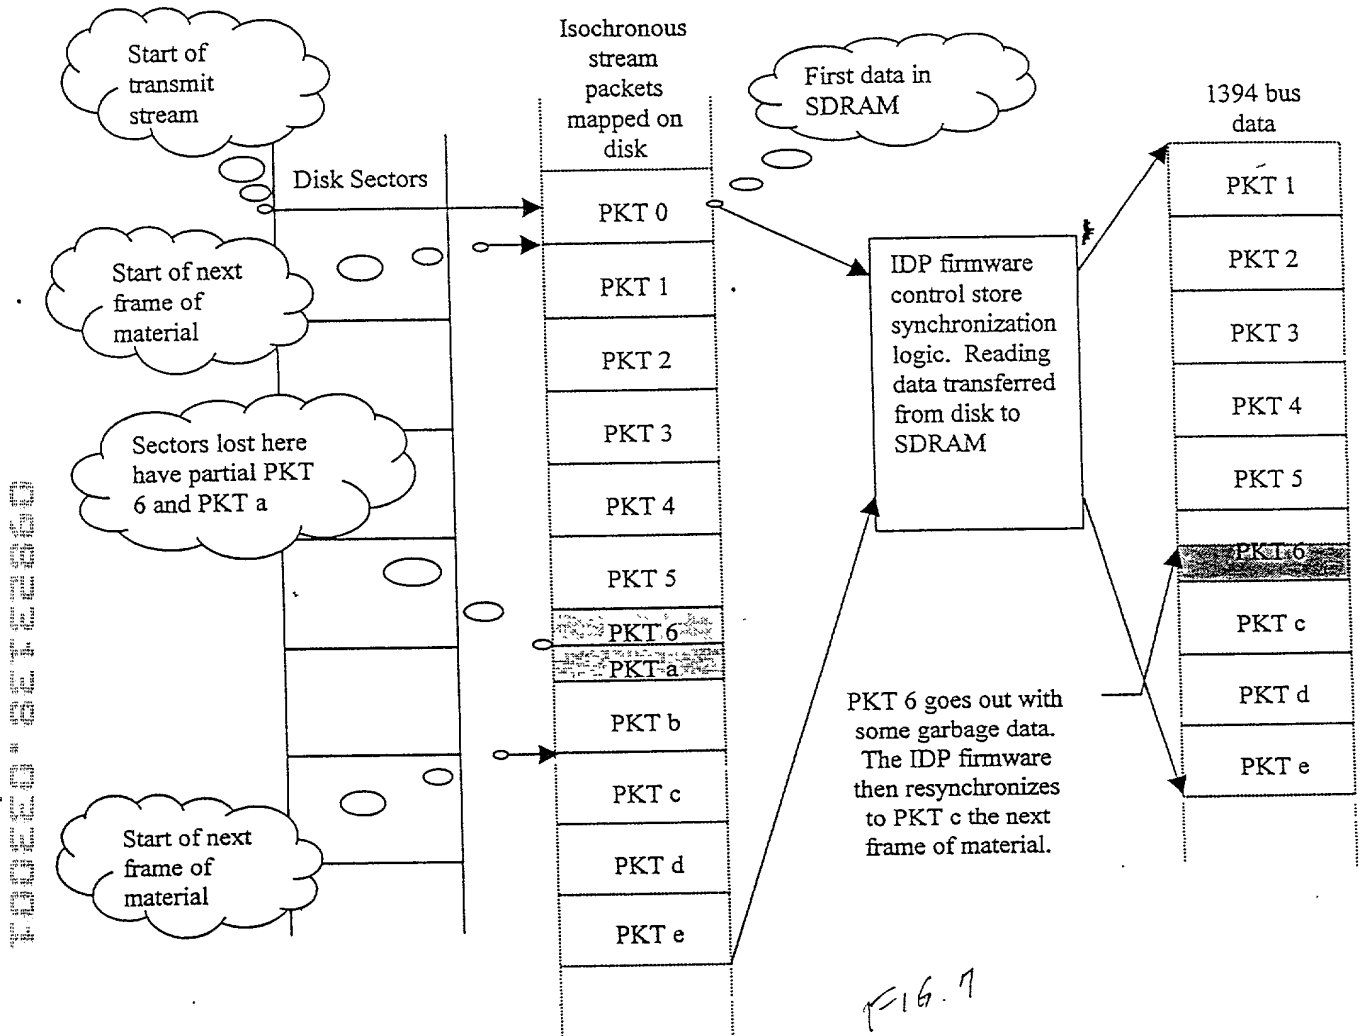 Start of
transmit
stream
Isochronous
stream
packets
mapped on
disk
First data in
SDRAM
1394 bus
data
Disk Sectors
Start of next
frame of
material
Sectors lost here
have partial PKT
6 and PKT a
Start of next
frame of
material
PKT 0
PKT 1
PKT 2
PKT 3
PKT 4
PKT 5
PKT 6
PKT a
PKT b
PKT c
PKT d
PKT e
IDP firmware
control store
synchronization
logic. Reading
data transferred
from disk to
SDRAM
PKT 6 goes out with
some garbage data.
The IDP firmware
then resynchronizes
to PKT c the next
frame of material.
PKT 1
PKT 2
PKT 3
PKT 4
PKT 5
PKT 6
PKT c
PKT d
PKT e
FIG. 7